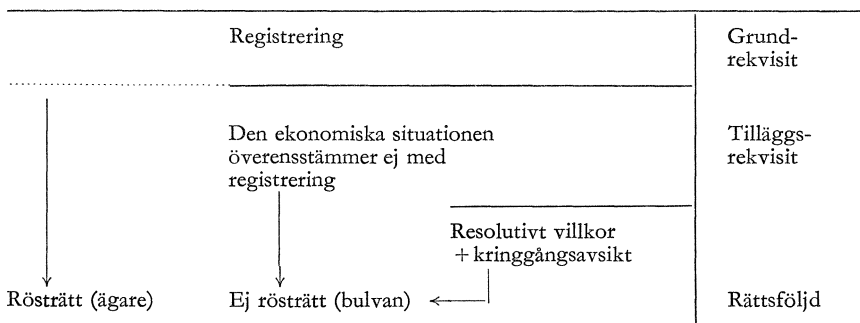 Registrering
Grund-
rekvisit
Den ekonomiska situationen
överensstämmer ej med
registrering
Tilläggs-
rekvisit
Resolutivt villkor
+ kringgångsavsikt
Rösträtt (ägare)
Ej rösträtt (bulvan)
Rättsföljd